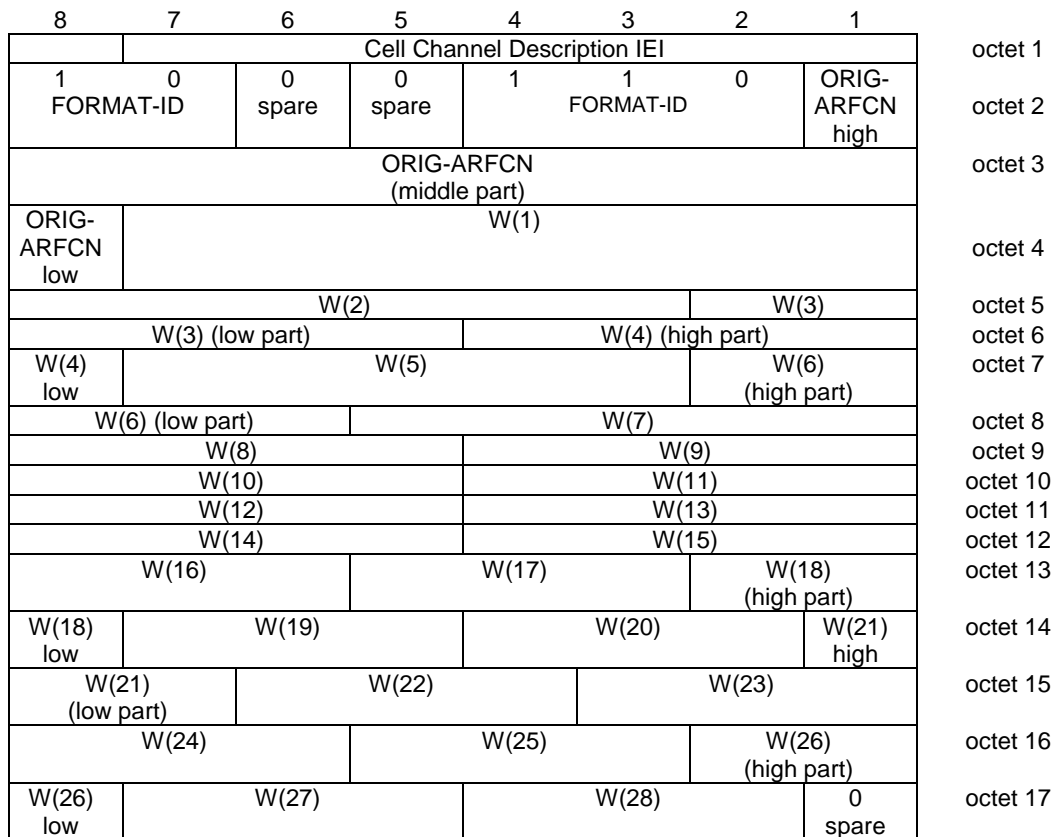 8 7 6 5 4 3 2 1
Cell Channel Description IEI octet 1
1 0 0 0 1 1 0 ORIG-
FORMAT-ID spare spare FORMAT-ID ARFCN octet 2
high
ORIG-ARFCN octet 3
(middle part)
ORIG- W(1)
ARFCN octet 4
low
W(2) W(3) octet 5
W(3) (low part) W(4) (high part) octet 6
W(4) W(5) W(6) octet 7
low (high part)
W(6) (low part) W(7) octet 8
W(8) W(9) octet 9
W(10) W(11) octet 10
W(12) W(13) octet 11
W(14) W(15) octet 12
W(16) W(17) W(18) octet 13
(high part)
W(18) W(19) W(20) W(21) octet 14
low high
W(21) W(22) W(23) octet 15
(low part)
W(24) W(25) W(26) octet 16
(high part)
W(26) W(27) W(28) 0 octet 17
low spare